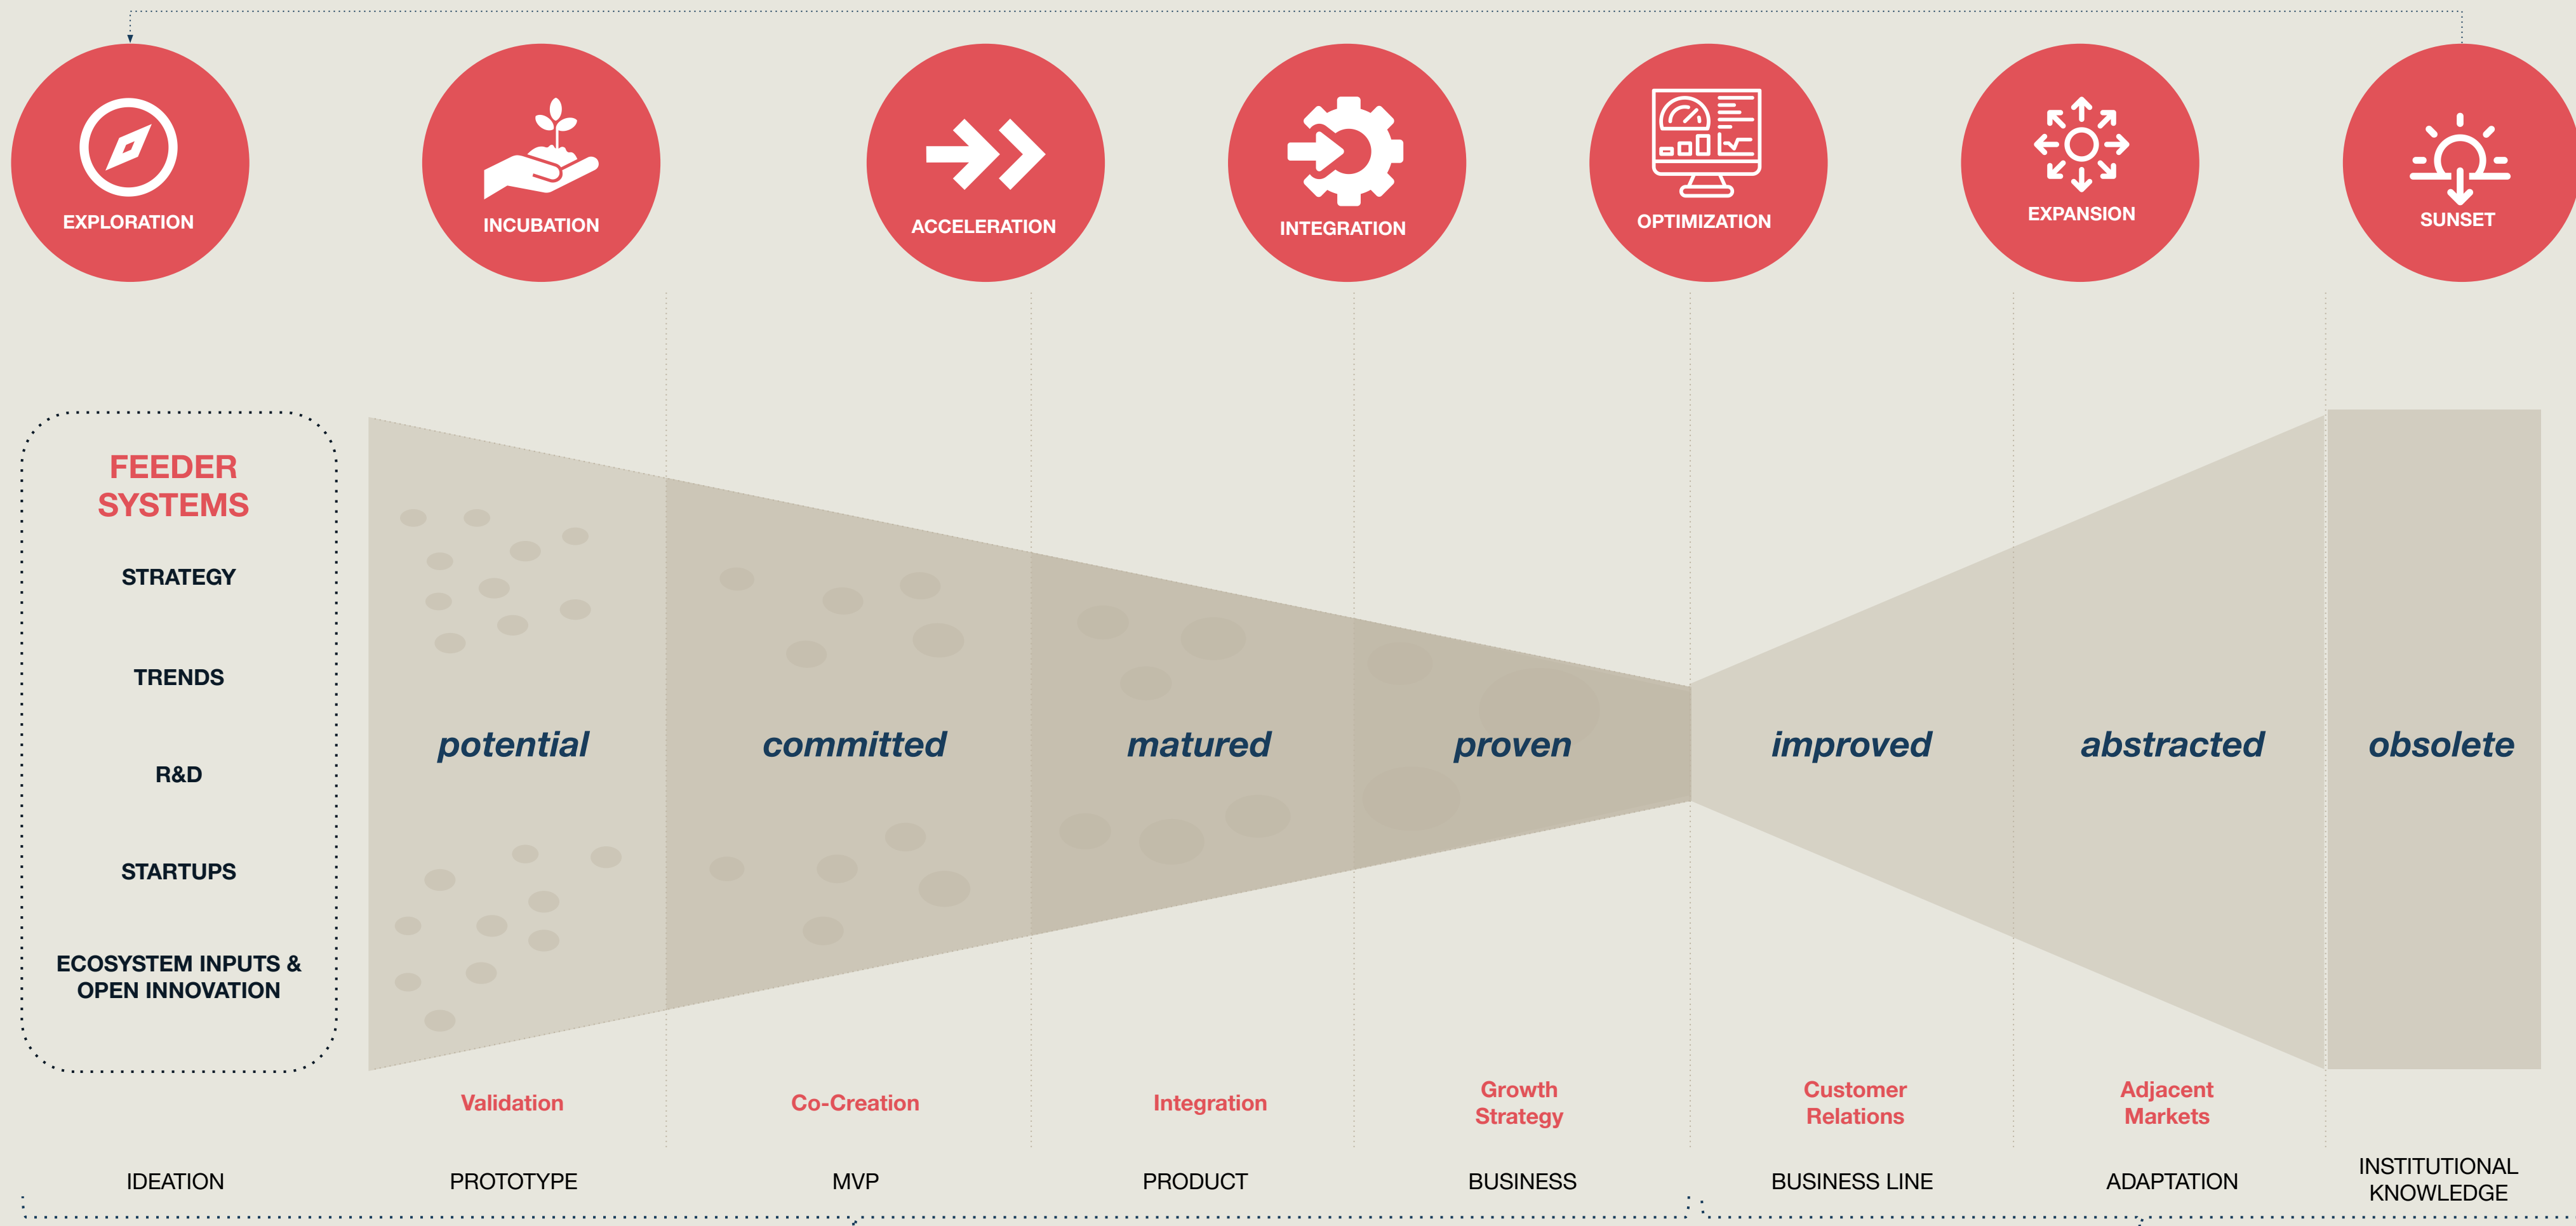 EXPLORATION
INCUBATION
ACCELERATION
INTEGRATION
OPTIMIZATION
EXPANSION
SUNSET
FEEDER
SYSTEMS
STRATEGY
TRENDS
R&D
STARTUPS
ECOSYSTEM INPUTS &
OPEN INNOVATION
potential
committed
matured
proven
improved
abstracted
obsolete
Validation
Co-Creation
Integration
Growth
Strategy
Customer
Relations
Adjacent
Markets
IDEATION
PROTOTYPE
MVP
PRODUCT
BUSINESS
BUSINESS LINE
ADAPTATION
INSTITUTIONAL
KNOWLEDGE